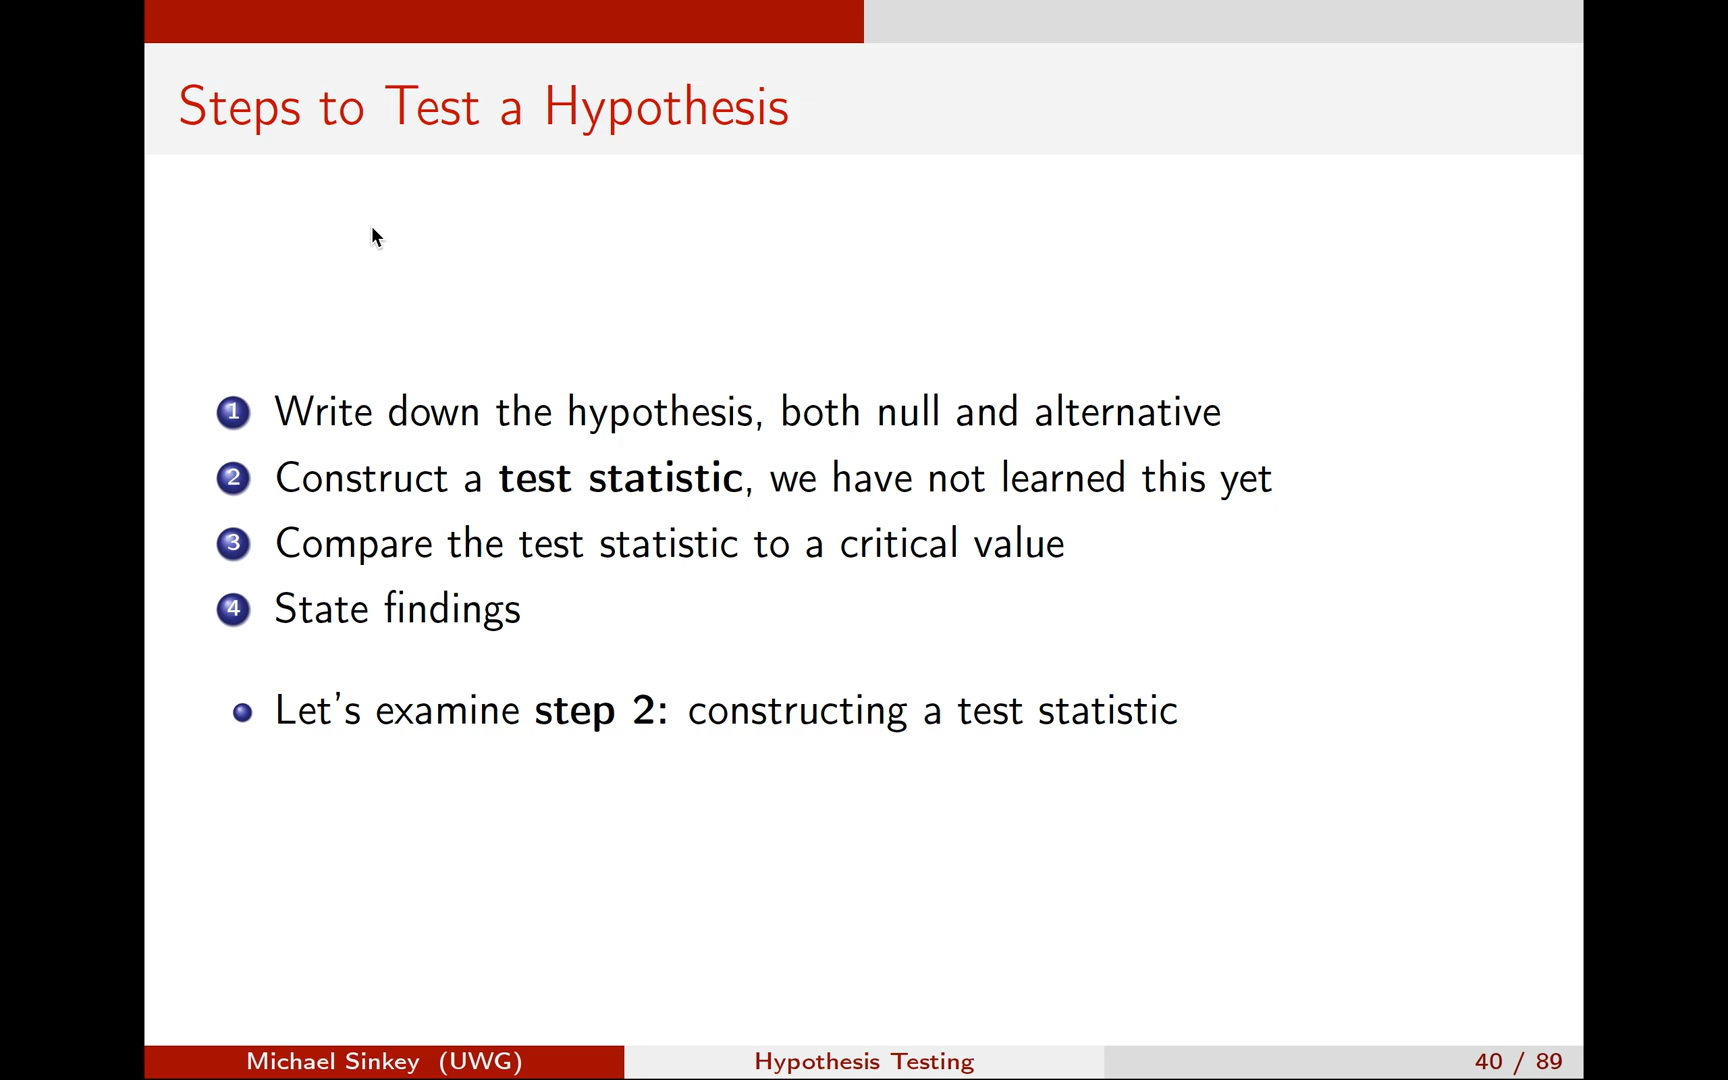 Steps to Test a Hypothesis
1 Write down the hypothesis, both null and alternative
2 Construct a test statistic, we have not learned this yet
3 Compare the test statistic to a critical value
4 State findings
Let's examine step 2: constructing a test statistic
Michael Sinkey (UWG) Hypothesis Testing 40 / 89